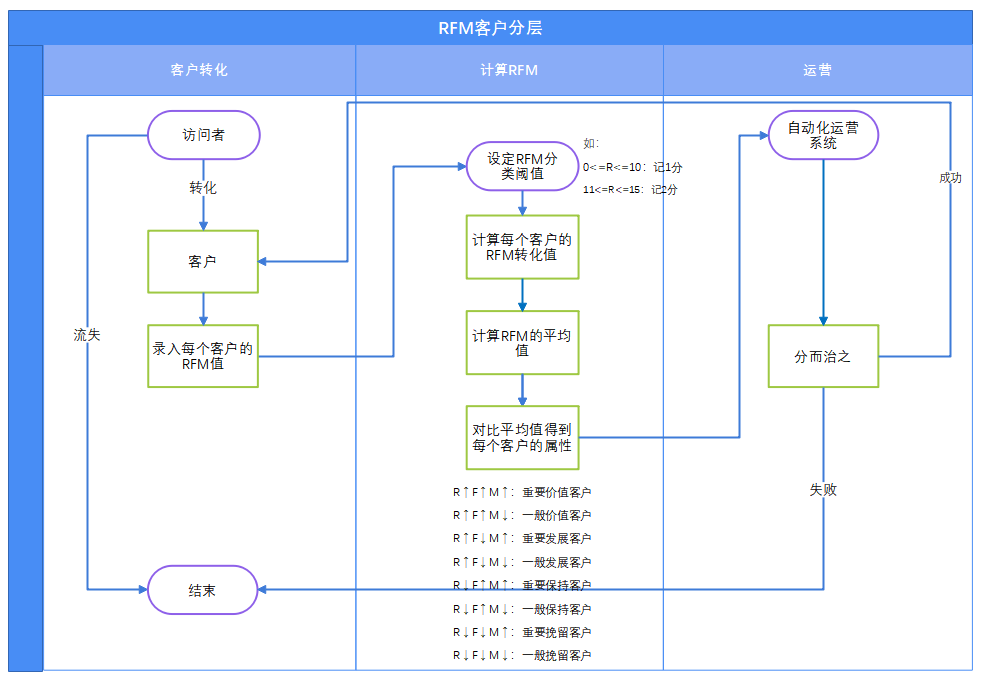 RFM客户分层
客户转化
计算RFM
运营
访问者
转化
客户
录入每个客户的
RFM值
流失
结束
设定RFM分
类阈值
如：
0<=R<=10：记1分
11<=R<=15：记2分
计算每个客户的
RFM转化值
计算RFM的平均
值
对比平均值得到
每个客户的属性
R↑F↑M↑：重要价值客户
R↑F↑M↓：一般价值客户
R↑F↓M↑：重要发展客户
R↑F↓M↓：一般发展客户
R↓F↑M↑：重要保持客户
R↓F↑M↓：一般保持客户
R↓F↓M↑：重要挽留客户
R↓F↓M↓：一般挽留客户
自动化运营
系统
成功
分而治之
失败